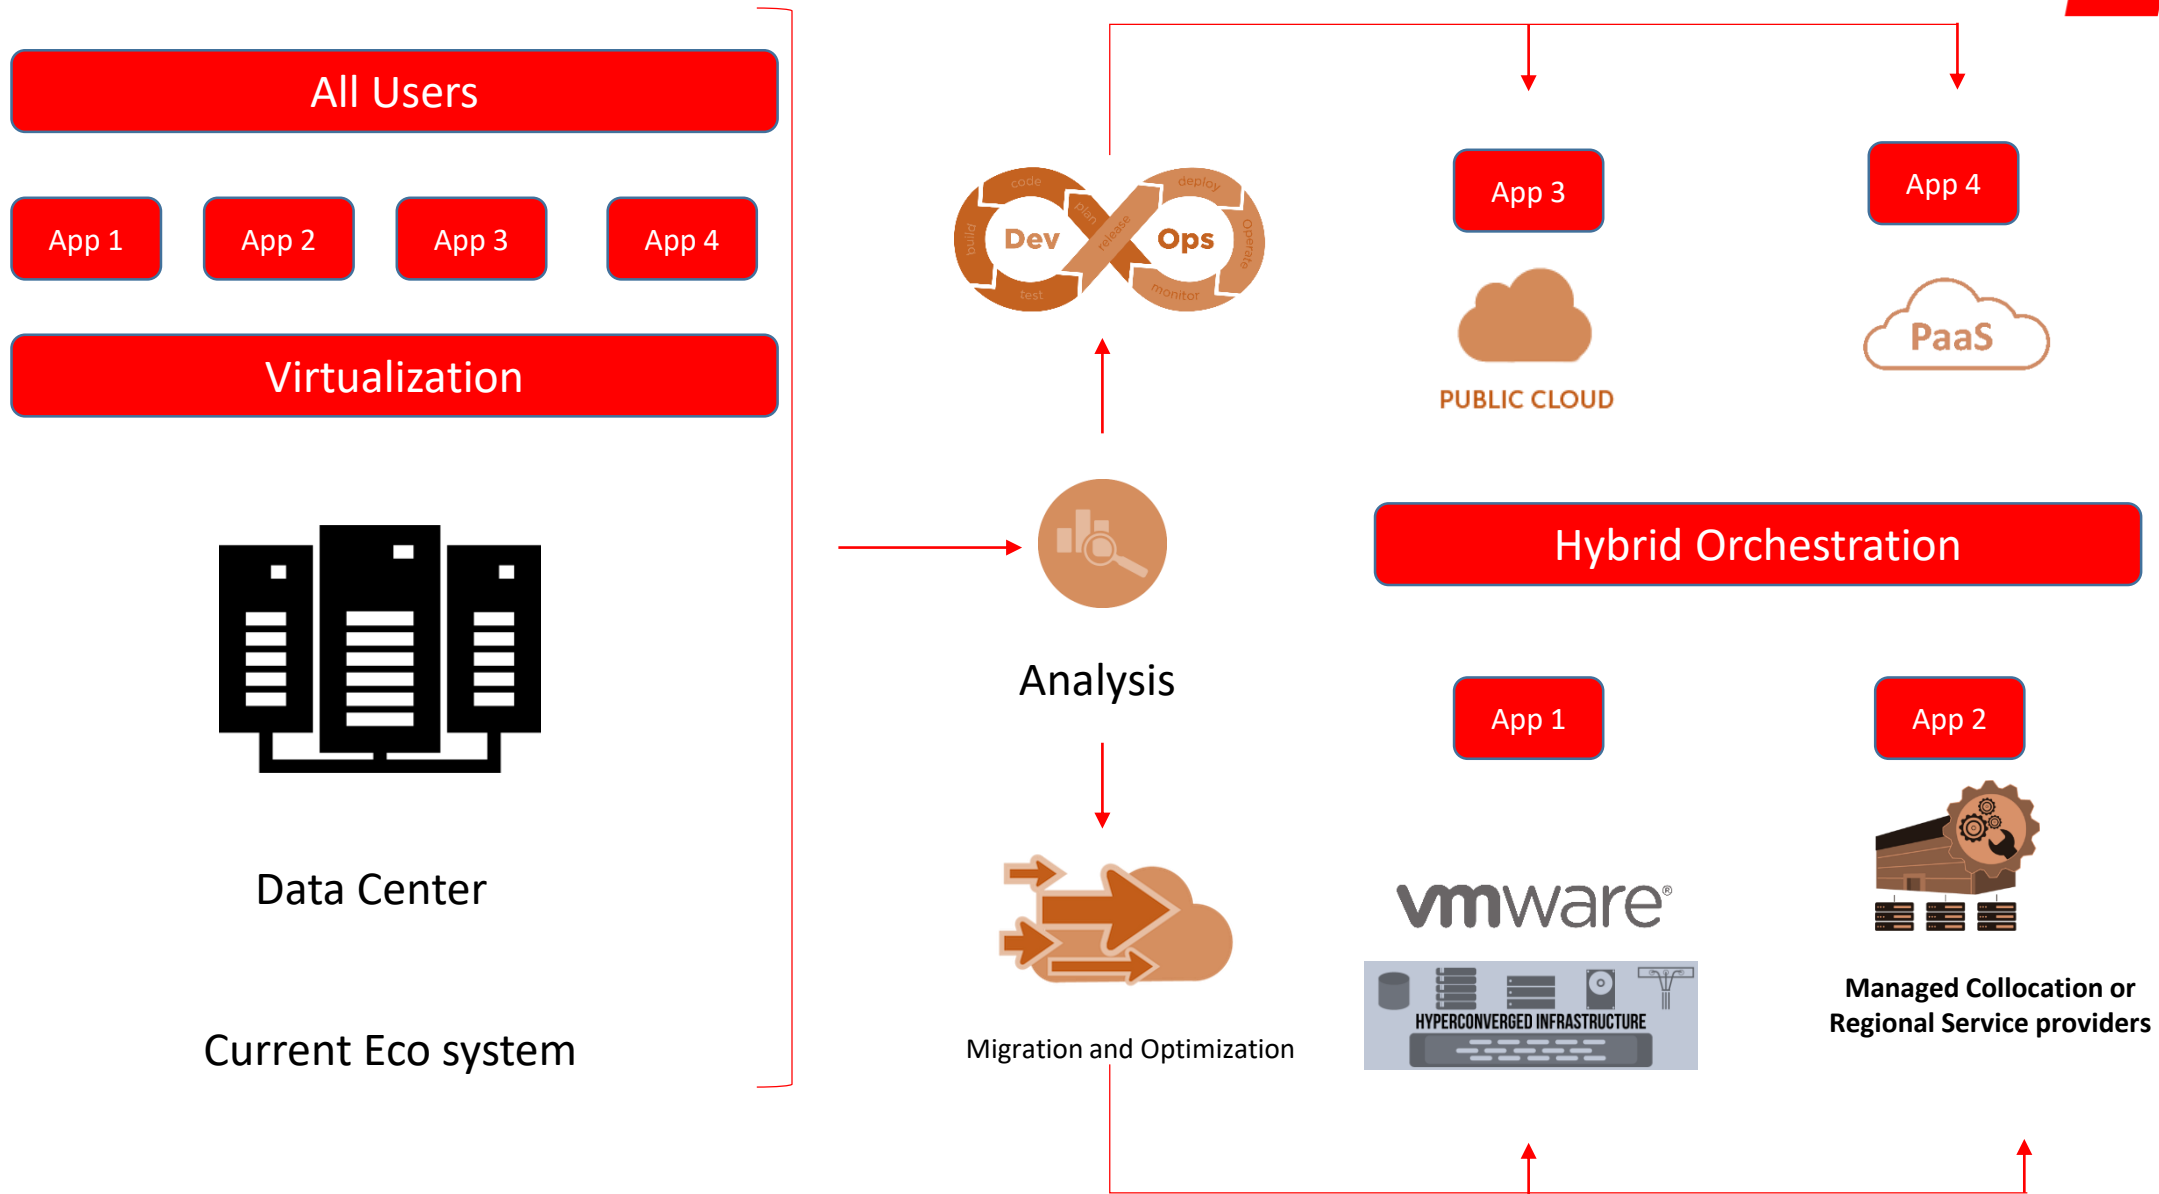 All Users
App 1
App 2
App 3
App 4
Virtualization
Data Center
Current Eco system
code
plan
build
Dev
test
release
deploy
Ops
Operate
monitor
Analysis
Migration and Optimization
App 3
App 4
PUBLIC CLOUD
PaaS
Hybrid Orchestration
App 1
App 2
vmware®
HYPERCONVERGED INFRASTRUCTURE
Managed Collocation or
Regional Service providers